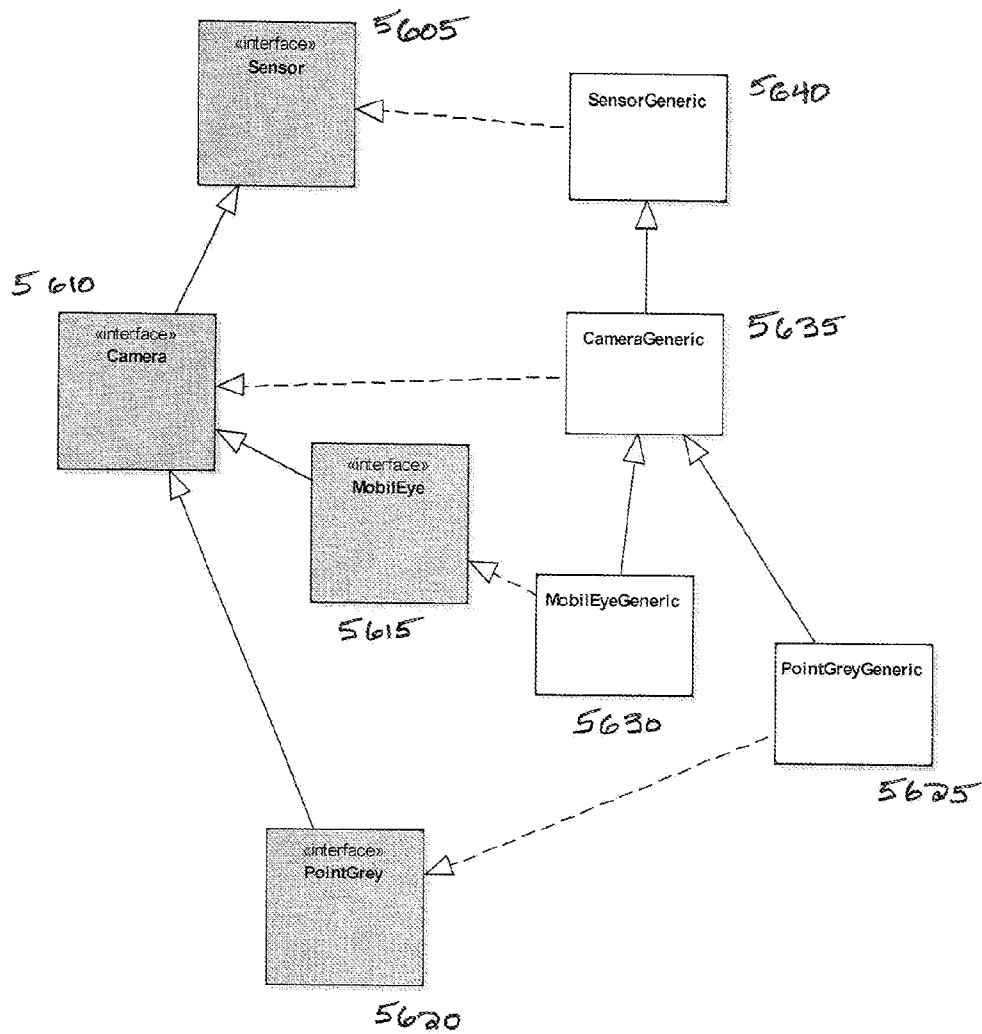 5605
«interface»
Sensor
SensorGeneric
5640
5610
«interface»
Camera
CameraGeneric
5635
«interface»
MobilEye
5615
MobilEyeGeneric
5630
PointGreyGeneric
5625
«interface»
PointGrey
5620